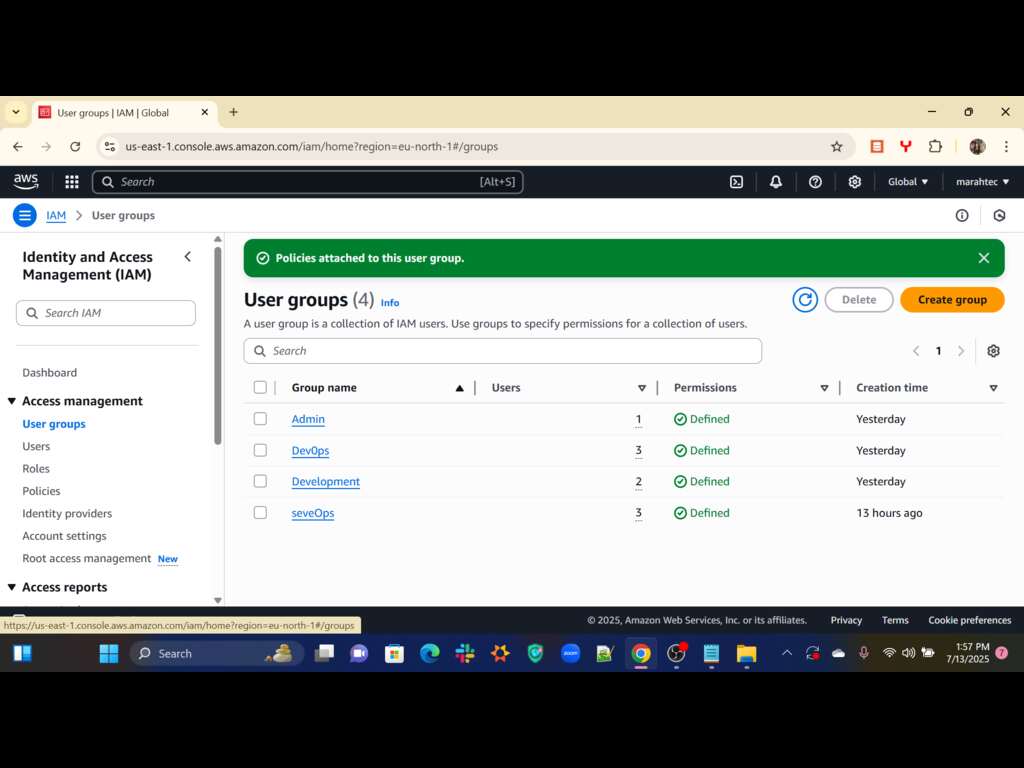 User groups | IAM | Global
us-east-1.console.aws.amazon.com/iam/home?region=eu-north-1#/groups
aws
Search
[Alt+S]
Global
marahtec
IAM
User groups
Identity and Access
Management (IAM)
Search IAM
Dashboard
Access management
User groups
Users
Roles
Policies
Identity providers
Account settings
Root access management New
Access reports
Policies attached to this user group.
User groups (4) Info
Delete
Create group
A user group is a collection of IAM users. Use groups to specify permissions for a collection of users.
Search
1
Group name Users Permissions Creation time
Admin 1 Defined Yesterday
DevOps 3 Defined Yesterday
Development 2 Defined Yesterday
seveOps 3 Defined 13 hours ago
https://us-east-1.console.aws.amazon.com/iam/home?region=eu-north-1#/groups
© 2025, Amazon Web Services, Inc. or its affiliates. Privacy Terms Cookie preferences
Search
zoom
1:57 PM
7/13/2025
7